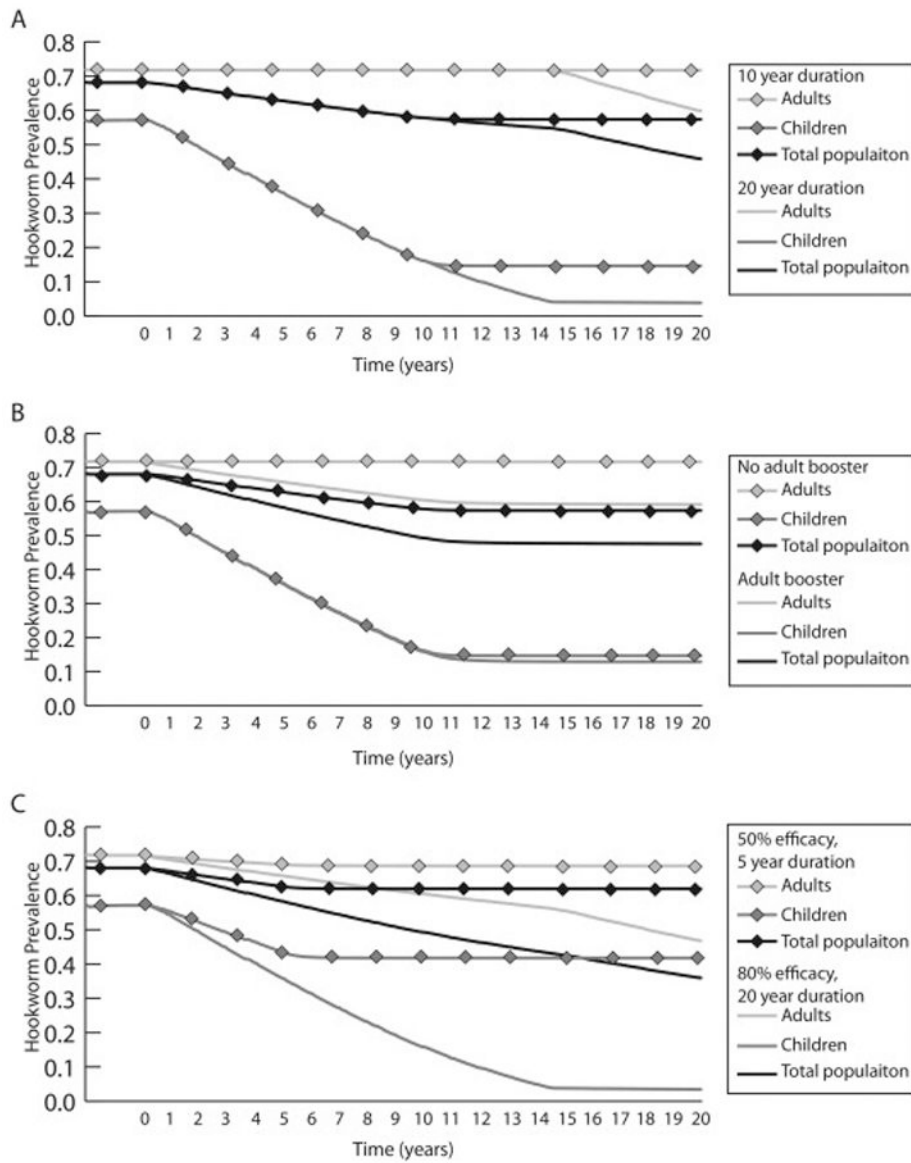 A
Hookworm Prevalence
0.8
0.7
0.6
0.5
0.4
0.3
0.2
0.1
0.0
0 1 2 3 4 5 6 7 8 9 10 11 12 13 14 15 16 17 18 19 20
Time (years)
10 year duration
Adults
Children
Total populaiton
20 year duration
Adults
Children
Total populaiton
B
Hookworm Prevalence
0.8
0.7
0.6
0.5
0.4
0.3
0.2
0.1
0.0
0 1 2 3 4 5 6 7 8 9 10 11 12 13 14 15 16 17 18 19 20
Time (years)
No adult booster
Adults
Children
Total populaiton
Adult booster
Adults
Children
Total populaiton
C
Hookworm Prevalence
0.8
0.7
0.6
0.5
0.4
0.3
0.2
0.1
0.0
0 1 2 3 4 5 6 7 8 9 10 11 12 13 14 15 16 17 18 19 20
Time (years)
50% efficacy,
5 year duration
Adults
Children
Total populaiton
80% efficacy,
20 year duration
Adults
Children
Total populaiton